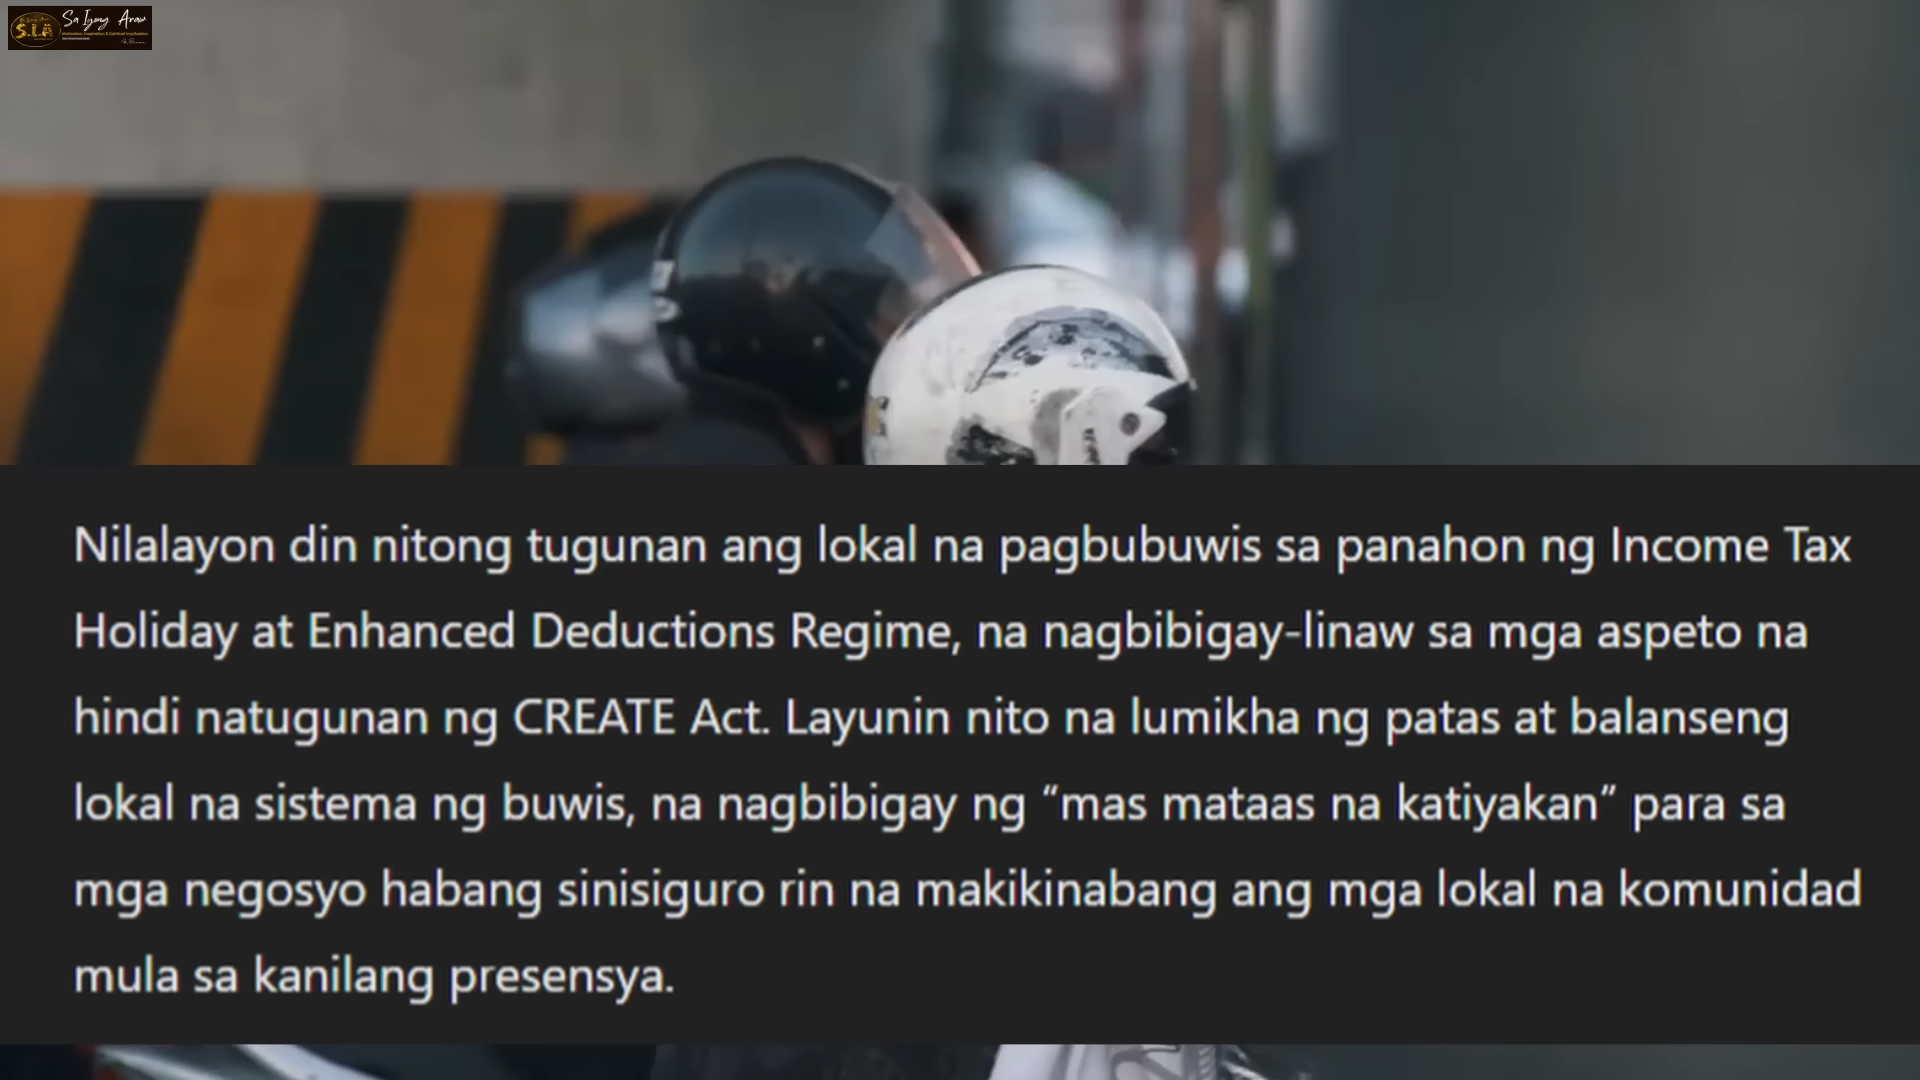 S.I.A
Sa Iyong Araw
Nilalayon din nitong tugunan ang lokal na pagbubuwis sa panahon ng Income Tax
Holiday at Enhanced Deductions Regime, na nagbibigay-linaw sa mga aspeto na
hindi natugunan ng CREATE Act. Layunin nito na lumikha ng patas at balanseng
lokal na sistema ng buwis, na nagbibigay ng “mas mataas na katiyakan” para sa
mga negosyo habang sinisiguro rin na makikinabang ang mga lokal na komunidad
mula sa kanilang presensya.